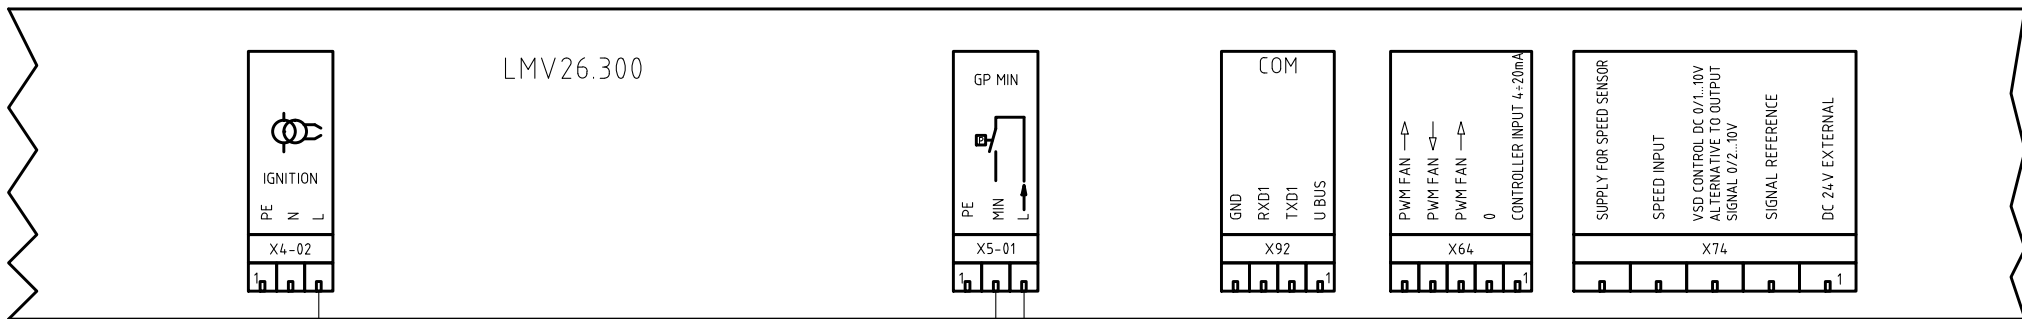 LMV26.300
IGNITION
PE
N
L
X4-02
1
GP MIN
P
PE
MIN
L
X5-01
1
COM
GND
RXD1
TXD1
U BUS
X92
1
PWM FAN
PWM FAN
PWM FAN
0
CONTROLLER INPUT 4÷20mA
X64
1
SUPPLY FOR SPEED SENSOR
SPEED INPUT
VSD CONTROL DC 0/1...10V
ALTERNATIVE TO OUTPUT
SIGNAL 0/2...10V
SIGNAL REFERENCE
DC 24V EXTERNAL
X74
1